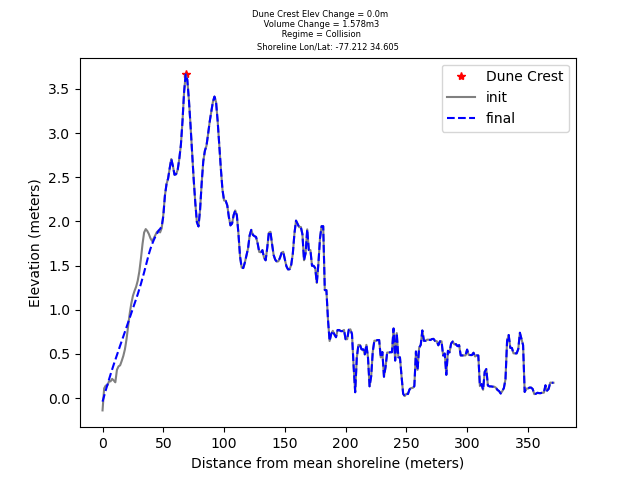 Dune Crest Elev Change = 0.0m
Volume Change = 1.578m3
Regime = Collision
Shoreline Lon/Lat: -77.212 34.605
Dune Crest
init
final
3.5
3.0
2.5
2.0
1.5
1.0
0.5
0.0
Elevation (meters)
0 50 100 150 200 250 300 350
Distance from mean shoreline (meters)